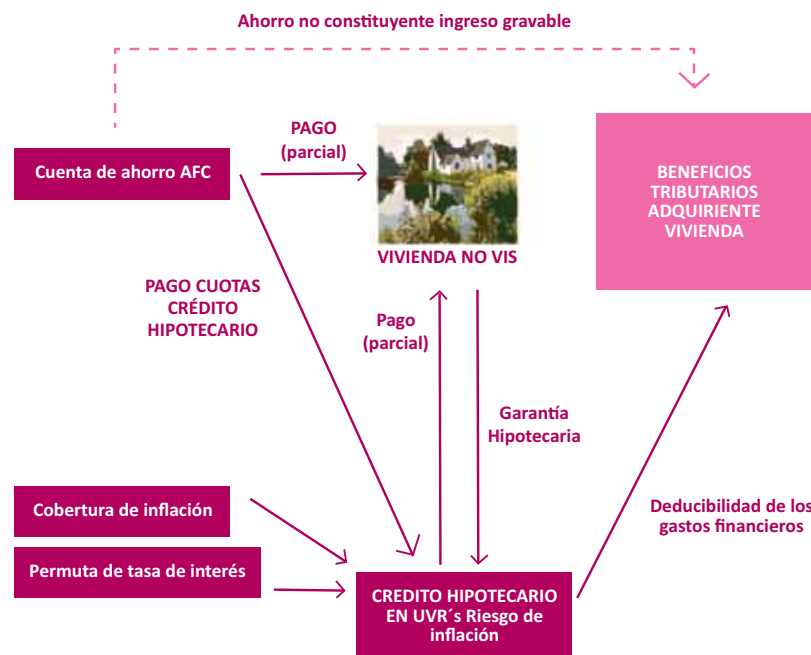 Ahorro no constituyente ingreso gravable
PAGO
(parcial)
Cuenta de ahorro AFC
BENEFICIOS
TRIBUTARIOS
ADQUIRIENTE
VIVIENDA
VIVIENDA NO VIS
PAGO CUOTAS
CRÉDITO
HIPOTECARIO
Pago
(parcial)
Garantía
Hipotecaria
Cobertura de inflación
Deducibilidad de los
gastos financieros
Permuta de tasa de interés
CREDITO HIPOTECARIO
EN UVR´s Riesgo de
inflación